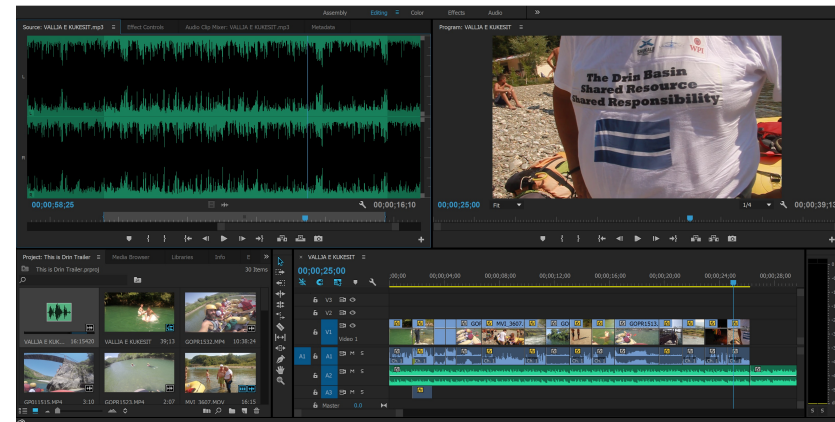 Assembly Editing Color Effects Audio »
Source: VALLJA E KUKESIT.mp3 Effect Controls Audio Clip Mixer: VALLJA E KUKESIT.mp3 Metadata
Program: VALLJA E KUKESIT
L
R
WPI
The Drin Basin
Shared Resource
Shared Responsibility
00;00;58;25 00;00;16;10
00;00;25;00 Fit 1/4 00;00;39;13
Project: This is Drin Trailer Media Browser Libraries Info E »
This is Drin Trailer.prproj 30 Items
VALLJA E KUK... 16:15420 VALLJA E KUKESIT 39;13 GOPR1532.MP4 10:38:24
GP011515.MP4 3:10 GOPR1523.MP4 2:07 MVI_3607.MOV 16:15
× VALLJA E KUKESIT
00;00;25;00
;00;00 00;00;04;00 00;00;08;00 00;00;12;00 00;00;16;00 00;00;20;00 00;00;24;00 00;00;28;00
V3
V2
V1 Video 1
GOP MVI_3607. GO GOPR1513.
A1 A1 M S
A2 M S
A3 M S
Master 0.0
S S